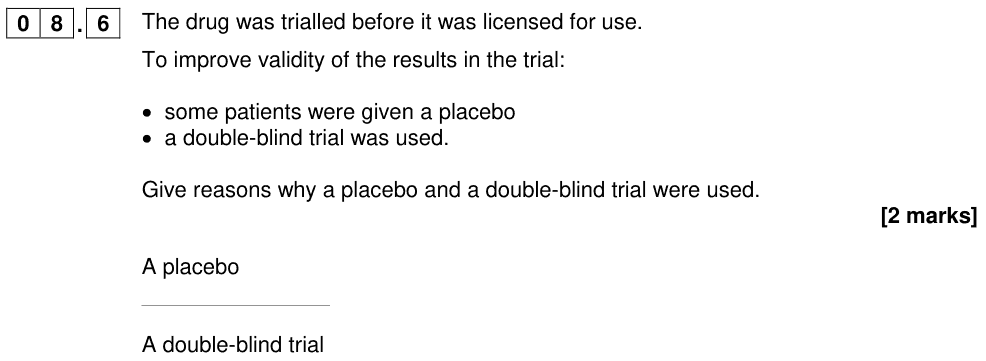 08.6 The drug was trialled before it was licensed for use.
To improve validity of the results in the trial:
• some patients were given a placebo
• a double-blind trial was used.
Give reasons why a placebo and a double-blind trial were used.
[2 marks]
A placebo
A double-blind trial